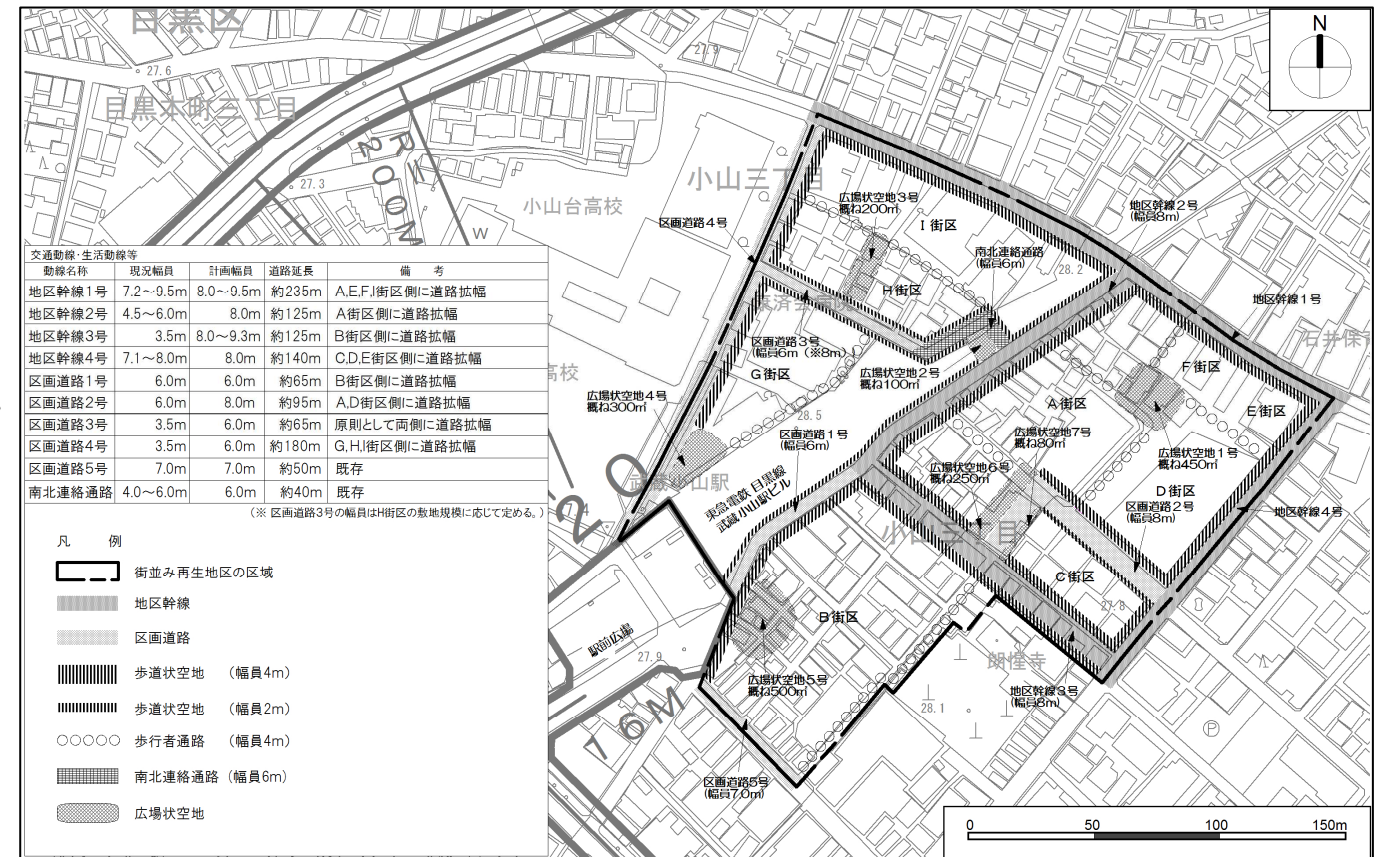 目黒区
27.6
27.9
N
目黒本町三丁目
R=
200M
27.3
小山三丁目
小山台高校
W
広場状空地3号
概ね200㎡
I 街区
地区幹線2号
(幅員8m)
区画道路4号
南北連絡通路
(幅員6m)
28.2
H街区
地区幹線1号
交通動線・生活動線等
動線名称 現況幅員 計画幅員 道路延長 備 考
地区幹線1号 7.2~9.5m 8.0~9.5m 約235m A,E,F,I街区側に道路拡幅
地区幹線2号 4.5~6.0m 8.0m 約125m A街区側に道路拡幅
地区幹線3号 3.5m 8.0~9.3m 約125m B街区側に道路拡幅
地区幹線4号 7.1~8.0m 8.0m 約140m C,D,E街区側に道路拡幅
区画道路1号 6.0m 6.0m 約65m B街区側に道路拡幅
区画道路2号 6.0m 8.0m 約95m A,D街区側に道路拡幅
区画道路3号 3.5m 6.0m 約65m 原則として両側に道路拡幅
区画道路4号 3.5m 6.0m 約180m G,H,I街区側に道路拡幅
区画道路5号 7.0m 7.0m 約50m 既存
南北連絡通路 4.0~6.0m 6.0m 約40m 既存
(※ 区画道路3号の幅員はH街区の敷地規模に応じて定める。)
区画道路3号
(幅員6m (※8m)
G街区
広場状空地2号
概ね100㎡
高校
F街区
E街区
A街区
広場状空地4号
概ね300㎡
28.5
区画道路1号
(幅員6m)
広場状空地7号
概ね80㎡
広場状空地1号
概ね450㎡
広場状空地6号
概ね250㎡
武蔵小山駅
東急電鉄 目黒線
武蔵小山駅ビル
D街区
区画道路2号
(幅員8m)
地区幹線4号
小山三丁目
C街区
27.8
B街区
駅前広場
27.9
朗惺寺
広場状空地5号
概ね500㎡
地区幹線3号
(幅員8m)
28.1
16M
区画道路5号
(幅員7.0m)
凡 例
街並み再生地区の区域
地区幹線
区画道路
歩道状空地 (幅員4m)
歩道状空地 (幅員2m)
歩行者通路 (幅員4m)
南北連絡通路 (幅員6m)
広場状空地
P
0 50 100 150m